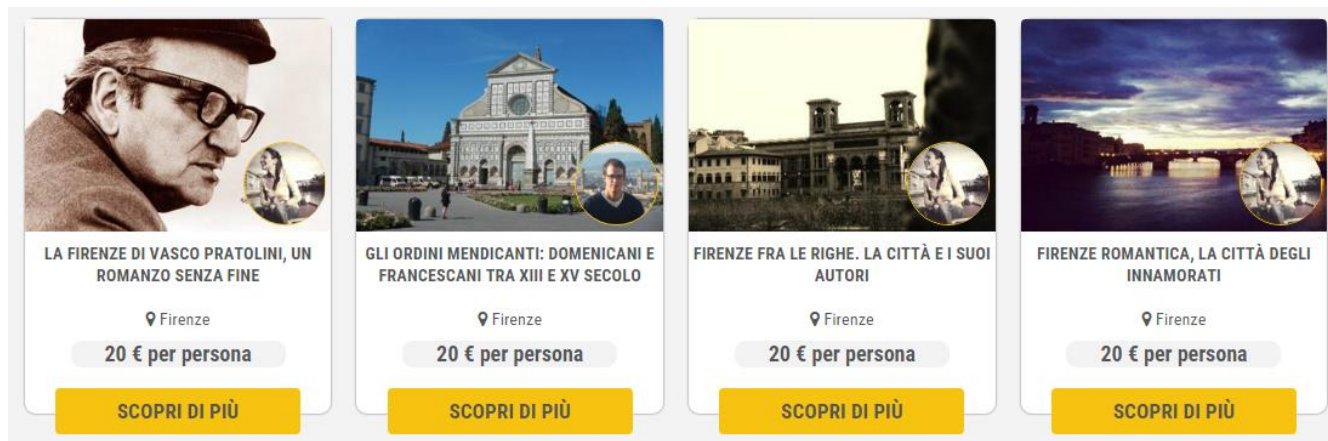 LA FIRENZE DI VASCO PRATOLINI, UN
ROMANZO SENZA FINE
Firenze
20 € per persona
SCOPRI DI PIÙ
GLI ORDINI MENDICANTI: DOMENICANI E
FRANCESCANI TRA XIII E XV SECOLO
Firenze
20 € per persona
SCOPRI DI PIÙ
FIRENZE FRA LE RIGHE. LA CITTÀ E I SUOI
AUTORI
Firenze
20 € per persona
SCOPRI DI PIÙ
FIRENZE ROMANTICA, LA CITTÀ DEGLI
INNAMORATI
Firenze
20 € per persona
SCOPRI DI PIÙ